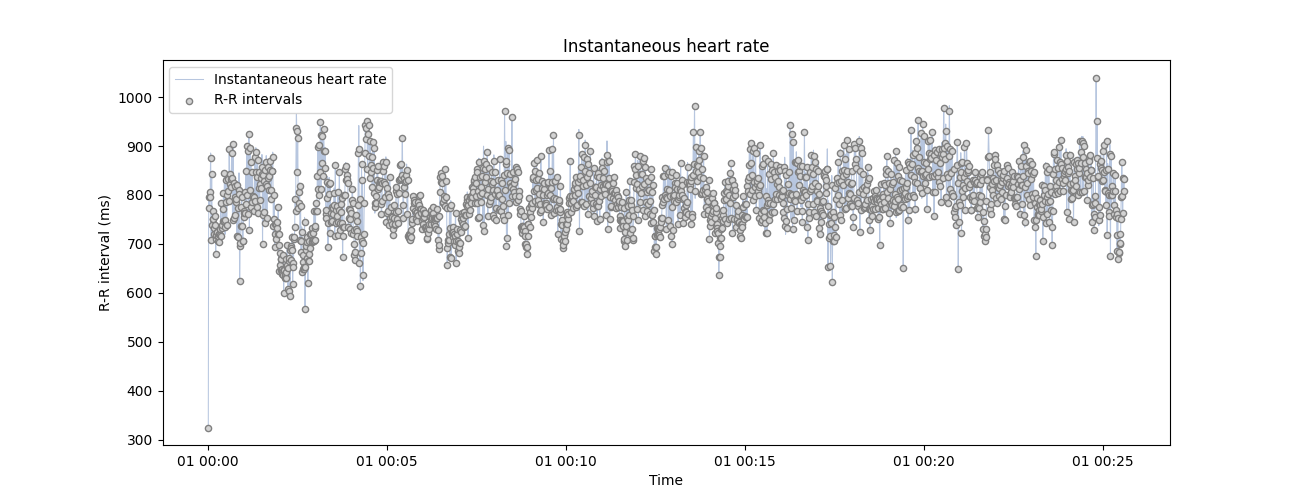 Instantaneous heart rate
Instantaneous heart rate
R-R intervals
R-R interval (ms)
1000
900
800
700
600
500
400
300
01 00:00
01 00:05
01 00:10
01 00:15
01 00:20
01 00:25
Time